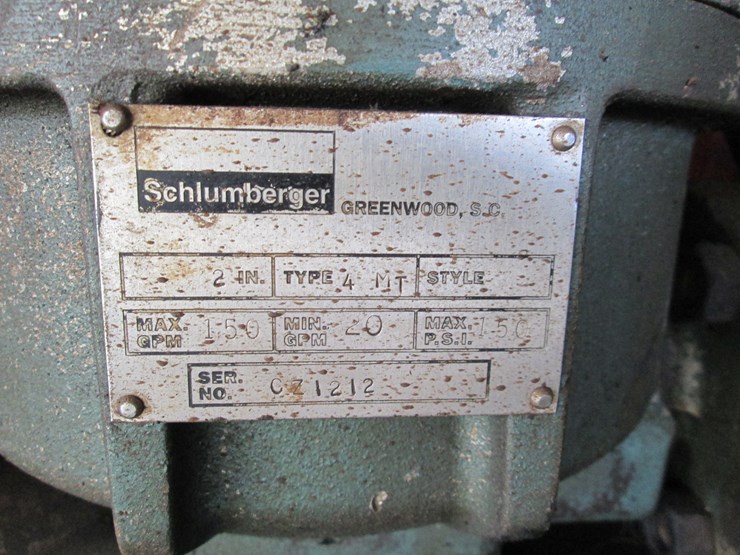 Schlumberger
GREENWOOD, S.C.
2 IN. TYPE 4 MT STYLE
MAX. GPM 150 MIN. GPM 20 MAX. P.S.I. 150
SER. NO. CZ1212